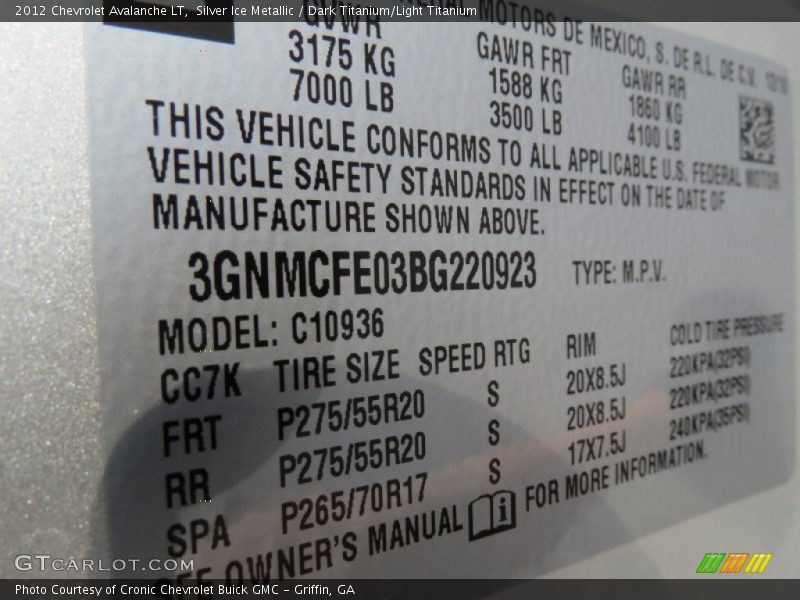 2012 Chevrolet Avalanche LT,  Silver Ice Metallic / Dark Titanium/Light Titanium
MOTORS DE MEXICO, S. DE R.L. DE C.V.
GVWR GAWR FRT GAWR RR
3175 KG 1588 KG 1860 KG
7000 LB 3500 LB 4100 LB
THIS VEHICLE CONFORMS TO ALL APPLICABLE U.S. FEDERAL MOTOR
VEHICLE SAFETY STANDARDS IN EFFECT ON THE DATE OF
MANUFACTURE SHOWN ABOVE.
3GNMCFE03BG220923 TYPE: M.P.V.
MODEL: C10936
CC7K TIRE SIZE SPEED RTG RIM COLD TIRE PRESSURE
FRT P275/55R20 S 20X8.5J 220KPA(32PSI)
RR P275/55R20 S 20X8.5J 220KPA(32PSI)
SPA P265/70R17 S 17X7.5J 240KPA(35PSI)
SEE OWNER'S MANUAL FOR MORE INFORMATION.
GTCARLOT.COM
Photo Courtesy of Cronic Chevrolet Buick GMC – Griffin, GA